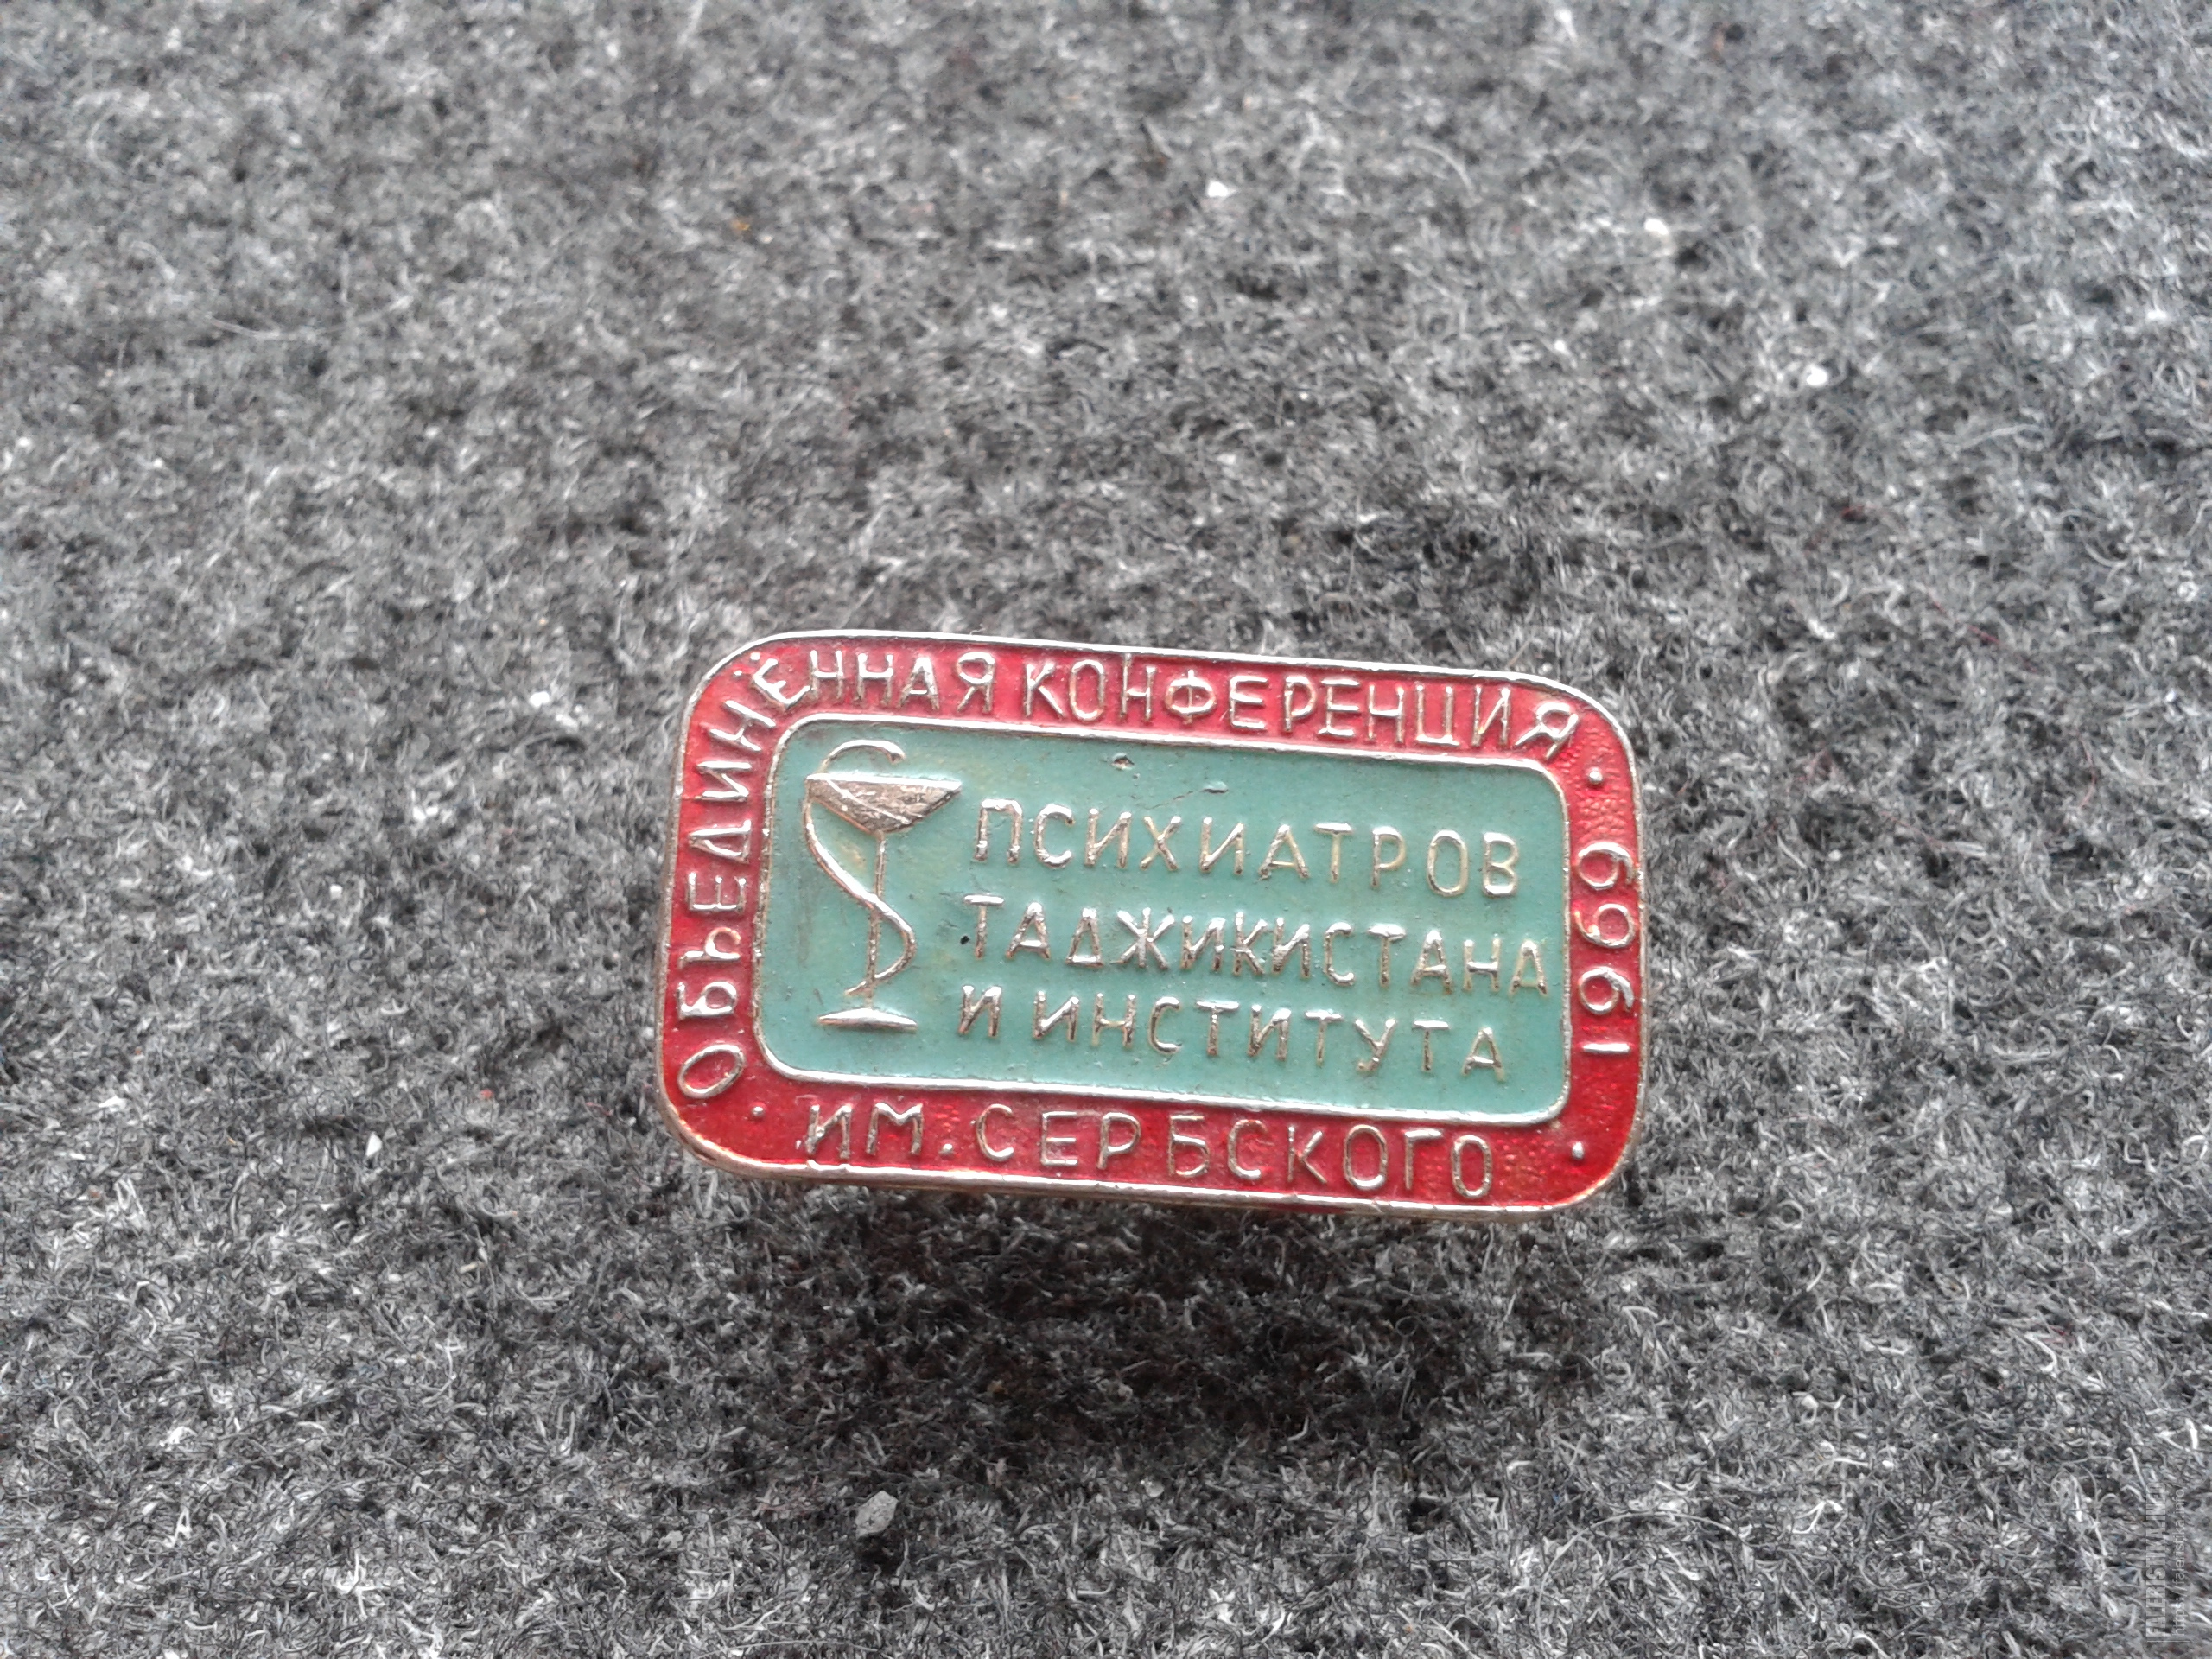 ОБЪЕДИНЁННАЯ КОНФЕРЕНЦИЯ
ПСИХИАТРОВ
ТАДЖИКИСТАНА
И ИНСТИТУТА
ИМ. СЕРБСКОГО
1969